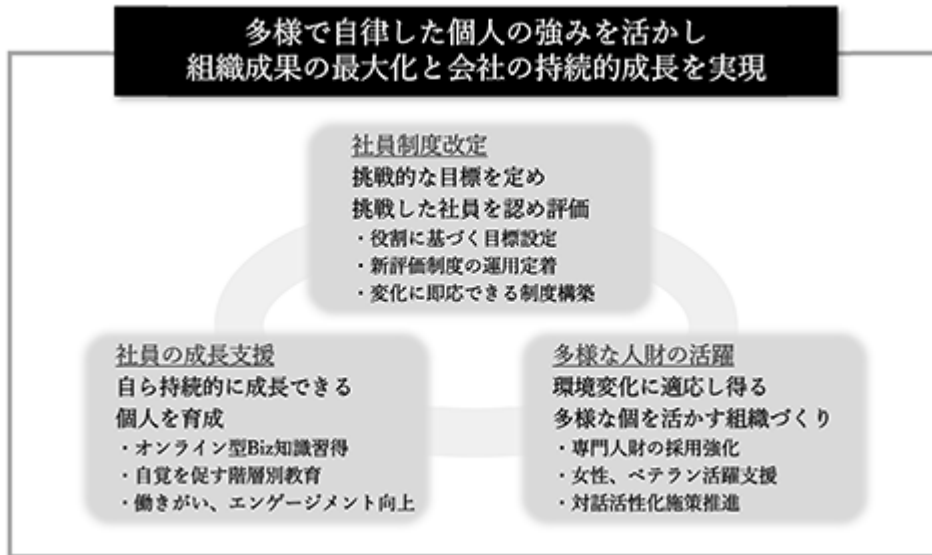 多様で自律した個人の強みを活かし
組織成果の最大化と会社の持続的成長を実現
社員制度改定
挑戦的な目標を定め
挑戦した社員を認め評価
・役割に基づく目標設定
・新評価制度の運用定着
・変化に即応できる制度構築
社員の成長支援
自ら持続的に成長できる
個人を育成
・オンライン型Biz知識習得
・自覚を促す階層別教育
・働きがい、エンゲージメント向上
多様な人財の活躍
環境変化に適応し得る
多様な個を活かす組織づくり
・専門人財の採用強化
・女性、ベテラン活躍支援
・対話活性化施策推進